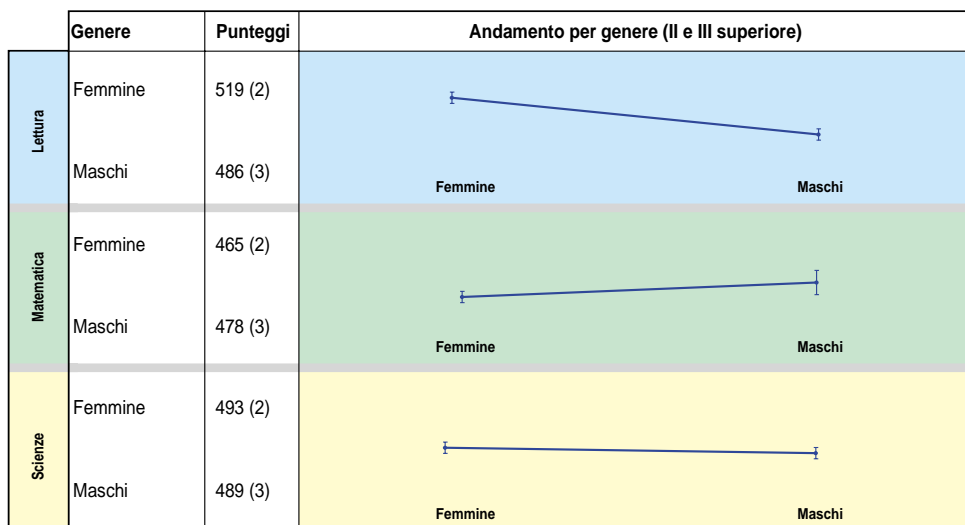 Genere Punteggi Andamento per genere (II e III superiore)
Lettura
Femmine 519 (2)
Maschi 486 (3)
Femmine Maschi
Matematica
Femmine 465 (2)
Maschi 478 (3)
Femmine Maschi
Scienze
Femmine 493 (2)
Maschi 489 (3)
Femmine Maschi